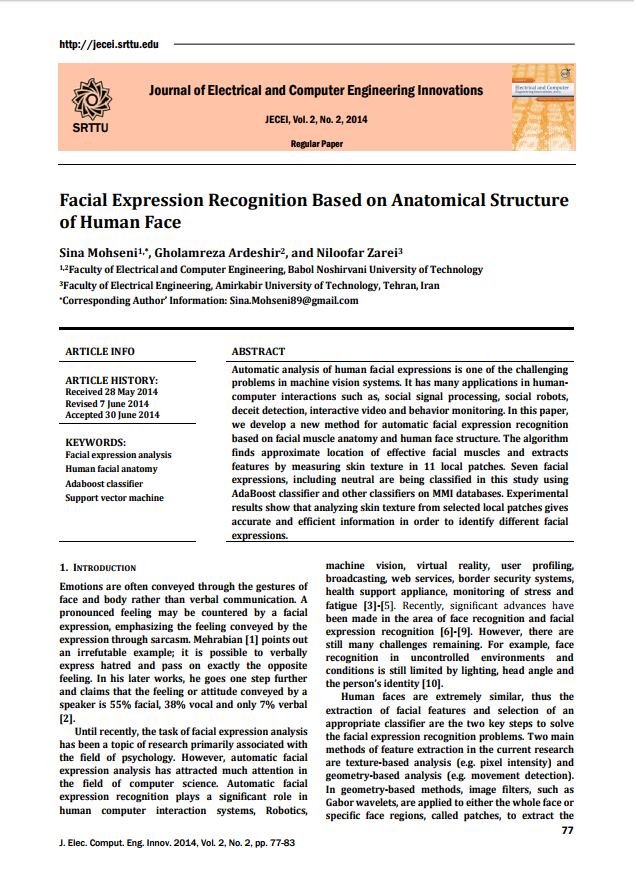 http://jecei.srttu.edu
SRTTU
Journal of Electrical and Computer Engineering Innovations
JECEI, Vol. 2, No. 2, 2014
Regular Paper
Electrical and Computer
Facial Expression Recognition Based on Anatomical Structure
of Human Face
Sina Mohseni1,*, Gholamreza Ardeshir2, and Niloofar Zarei3
1,2Faculty of Electrical and Computer Engineering, Babol Noshirvani University of Technology
3Faculty of Electrical Engineering, Amirkabir University of Technology, Tehran, Iran
*Corresponding Author' Information: Sina.Mohseni89@gmail.com
ARTICLE INFO
ARTICLE HISTORY:
Received 28 May 2014
Revised 7 June 2014
Accepted 30 June 2014
KEYWORDS:
Facial expression analysis
Human facial anatomy
Adaboost classifier
Support vector machine
ABSTRACT
Automatic analysis of human facial expressions is one of the challenging
problems in machine vision systems. It has many applications in human-
computer interactions such as, social signal processing, social robots,
deceit detection, interactive video and behavior monitoring. In this paper,
we develop a new method for automatic facial expression recognition
based on facial muscle anatomy and human face structure. The algorithm
finds approximate location of effective facial muscles and extracts
features by measuring skin texture in 11 local patches. Seven facial
expressions, including neutral are being classified in this study using
AdaBoost classifier and other classifiers on MMI databases. Experimental
results show that analyzing skin texture from selected local patches gives
accurate and efficient information in order to identify different facial
expressions.
1. INTRODUCTION
Emotions are often conveyed through the gestures of
face and body rather than verbal communication. A
pronounced feeling may be countered by a facial
expression, emphasizing the feeling conveyed by the
expression through sarcasm. Mehrabian [1] points out
an irrefutable example; it is possible to verbally
express hatred and pass on exactly the opposite
feeling. In his later works, he goes one step further
and claims that the feeling or attitude conveyed by a
speaker is 55% facial, 38% vocal and only 7% verbal
[2].
Until recently, the task of facial expression analysis
has been a topic of research primarily associated with
the field of psychology. However, automatic facial
expression analysis has attracted much attention in
the field of computer science. Automatic facial
expression recognition plays a significant role in
human computer interaction systems, Robotics,
machine vision, virtual reality, user profiling,
broadcasting, web services, border security systems,
health support appliance, monitoring of stress and
fatigue [3]-[5]. Recently, significant advances have
been made in the area of face recognition and facial
expression recognition [6]-[9]. However, there are
still many challenges remaining. For example, face
recognition in uncontrolled environments and
conditions is still limited by lighting, head angle and
the person's identity [10].
Human faces are extremely similar, thus the
extraction of facial features and selection of an
appropriate classifier are the two key steps to solve
the facial expression recognition problems. Two main
methods of feature extraction in the current research
are texture-based analysis (e.g. pixel intensity) and
geometry-based analysis (e.g. movement detection).
In geometry-based methods, image filters, such as
Gabor wavelets, are applied to either the whole face or
specific face regions, called patches, to extract the
77
J. Elec. Comput. Eng. Innov. 2014, Vol. 2, No. 2, pp. 77-83